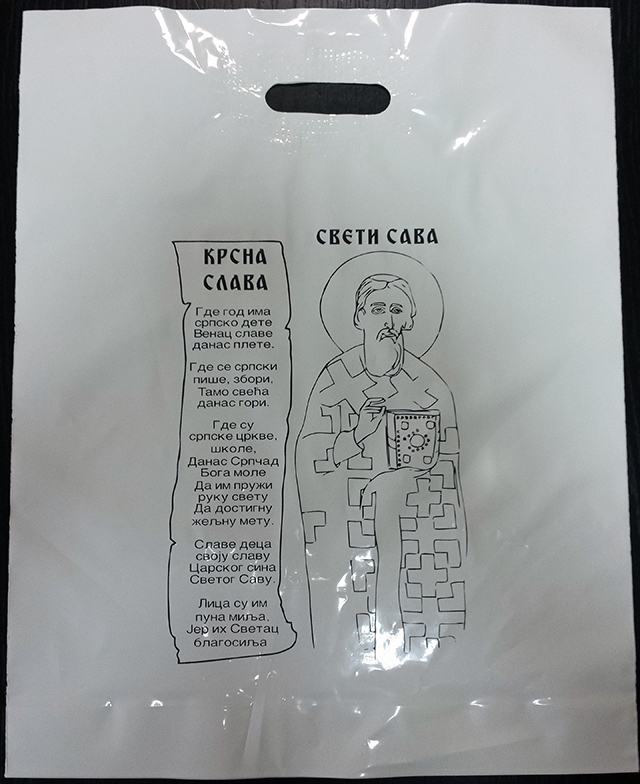 СВЕТИ САВА
КРСНА
СЛАВА
Где год има
српско дете
Венац славе
данас плете.
Где се српски
пише, збори,
Тамо свећа
данас гори.
Где су
српске цркве,
школе,
Данас Српчад
Бога моле
Да им пружи
руку свету
Да достигну
жељну мету.
Славе деца
своју славу
Царског сина
Светог Саву.
Лица су им
пуна миља,
Јер их Светац
благосиља